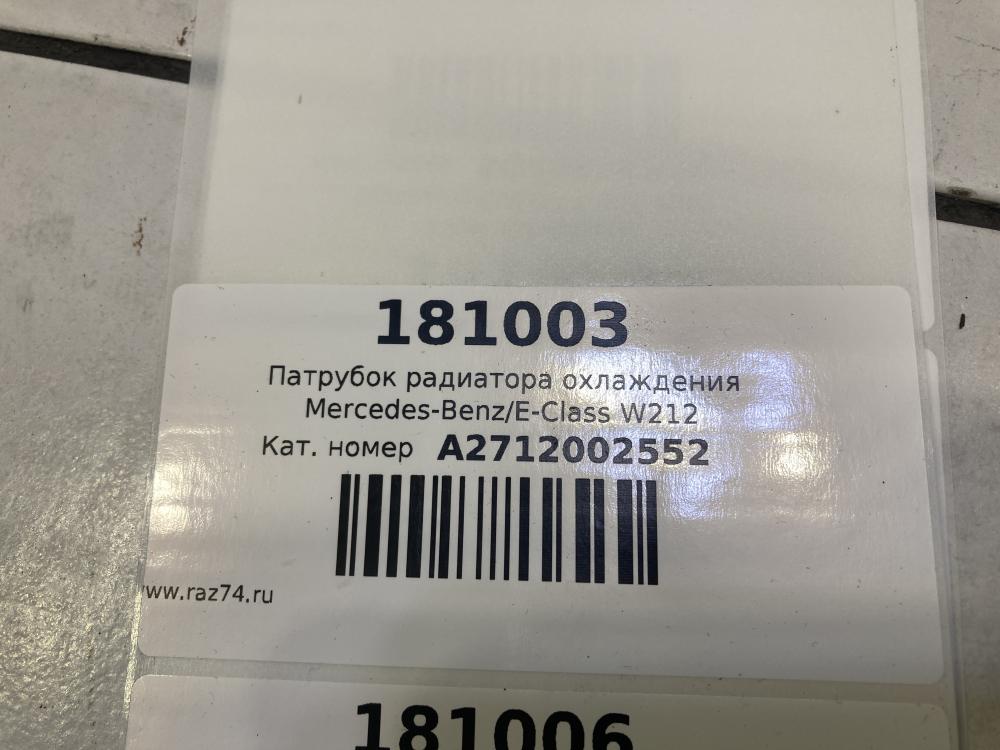 181003
Патрубок радиатора охлаждения
Mercedes-Benz/E-Class W212
Кат. номер A2712002552
www.raz74.ru
181006